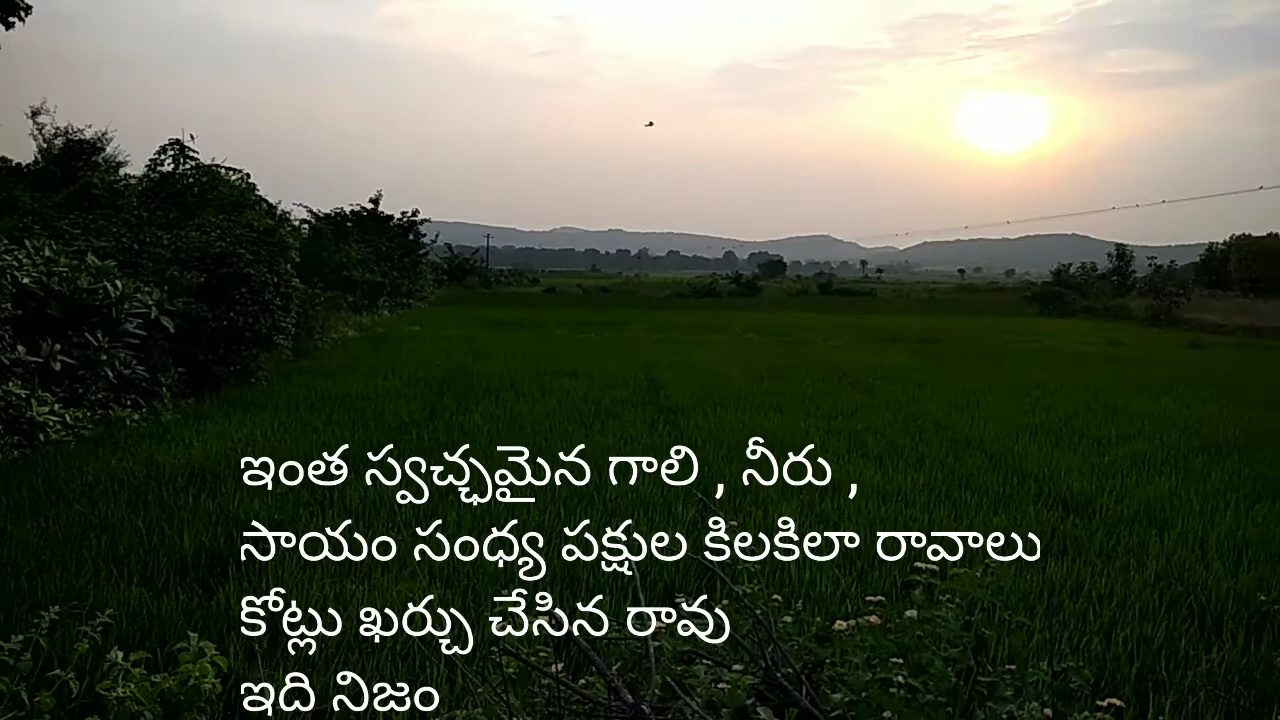 ఇంత స్వచ్ఛమైన గాలి , నీరు ,
సాయం సంధ్య పక్షుల కిలకిలా రావాలు
కోట్లు ఖర్చు చేసిన రావు
ఇది నిజం